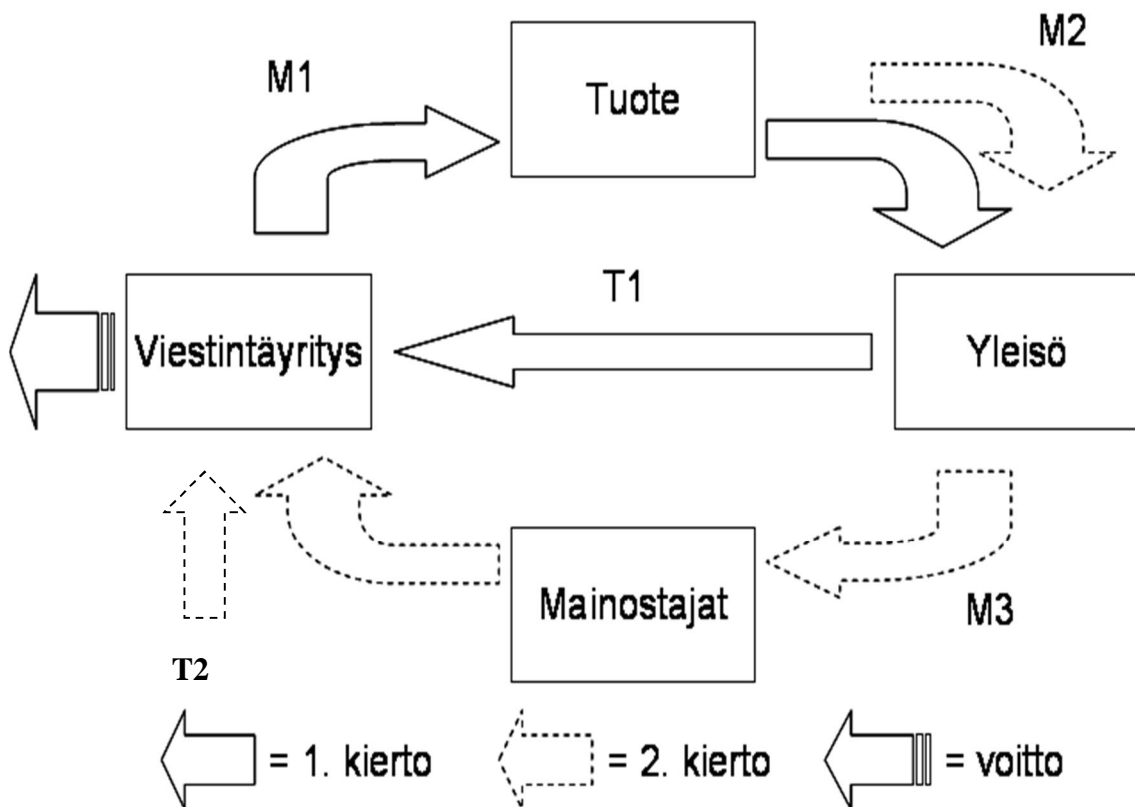 M1
Tuote
M2
Viestintäyritys
T1
Yleisö
Mainostajat
M3
T2
= 1. kierto
= 2. kierto
= voitto